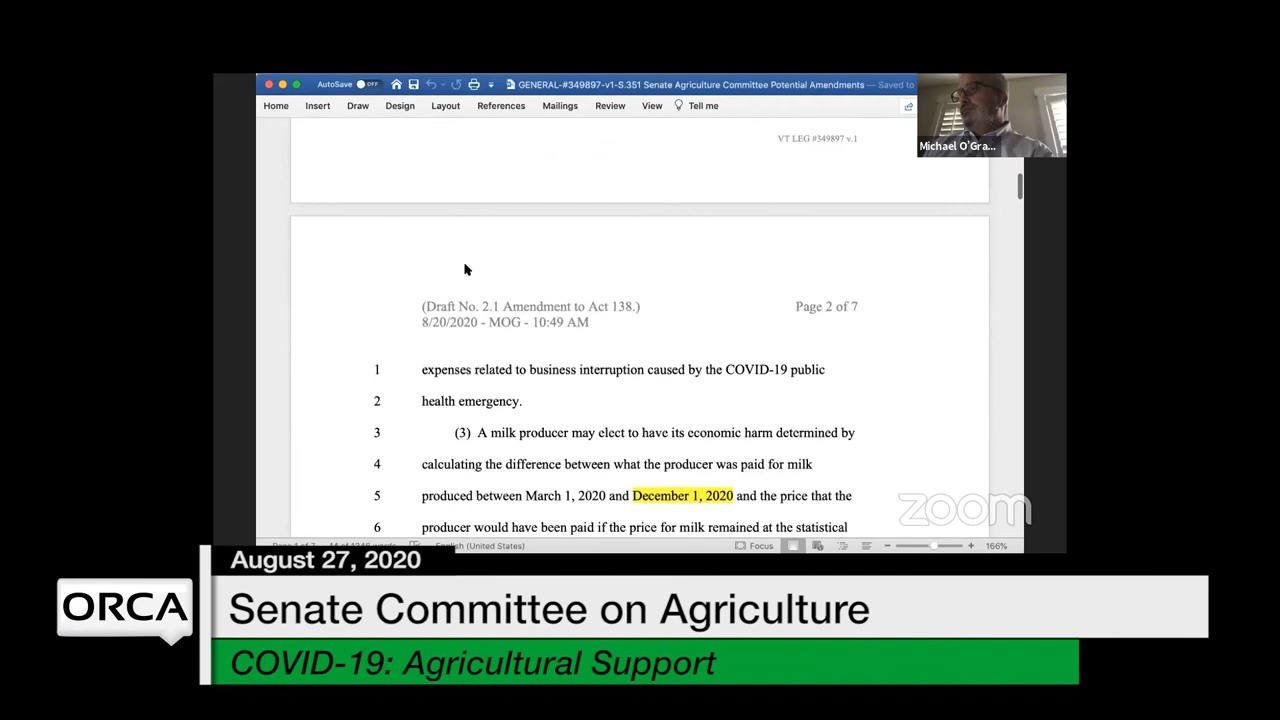 AutoSave OFF
GENERAL-#349897-v1-S.351 Senate Agriculture Committee Potential Amendments — Saved to
Home Insert Draw Design Layout References Mailings Review View Tell me
VT LEG #349897 v.1
Michael O'Gra...
(Draft No. 2.1 Amendment to Act 138.) Page 2 of 7
8/20/2020 - MOG - 10:49 AM
1 expenses related to business interruption caused by the COVID-19 public
2 health emergency.
3 (3) A milk producer may elect to have its economic harm determined by
4 calculating the difference between what the producer was paid for milk
5 produced between March 1, 2020 and December 1, 2020 and the price that the
6 producer would have been paid if the price for milk remained at the statistical
zoom
English (United States) Focus 166%
August 27, 2020
ORCA
Senate Committee on Agriculture
COVID-19: Agricultural Support